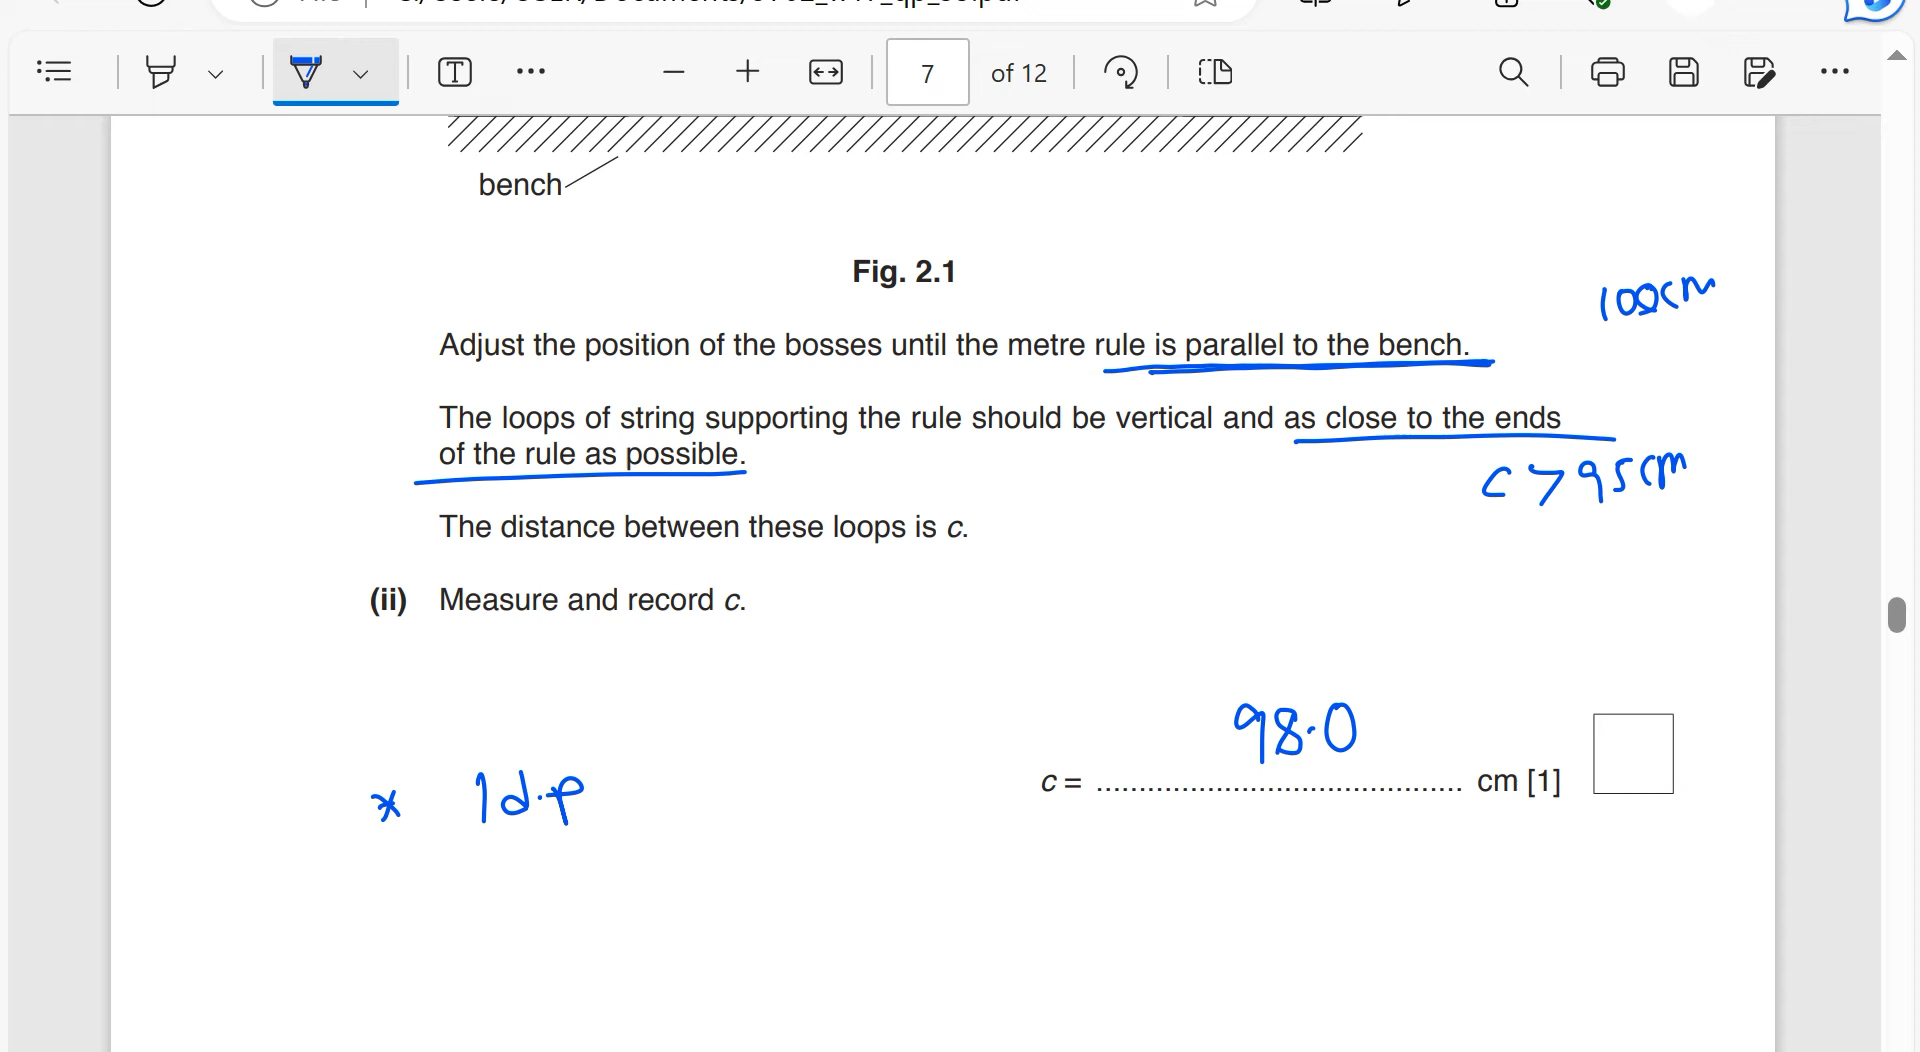 7 of 12
bench
Fig. 2.1
100cm
Adjust the position of the bosses until the metre rule is parallel to the bench.
The loops of string supporting the rule should be vertical and as close to the ends
of the rule as possible.
c > 95cm
The distance between these loops is c.
(ii) Measure and record c.
98.0
c = ........................................... cm [1]
* 1d.p